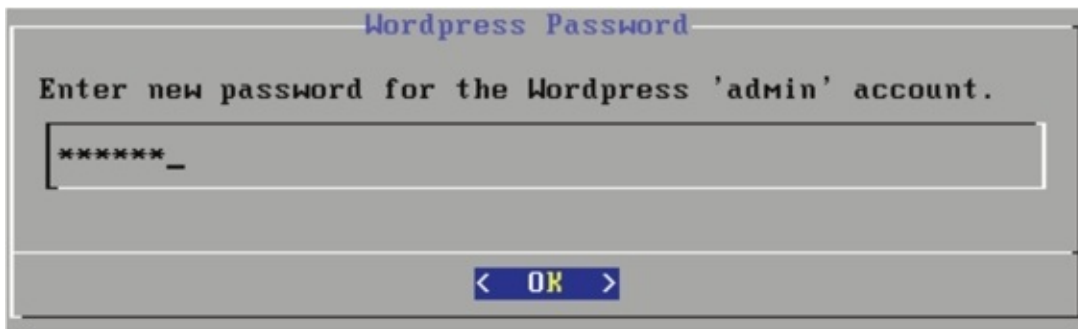 Wordpress Password
Enter new password for the Wordpress 'admin' account.
******_
< OK >